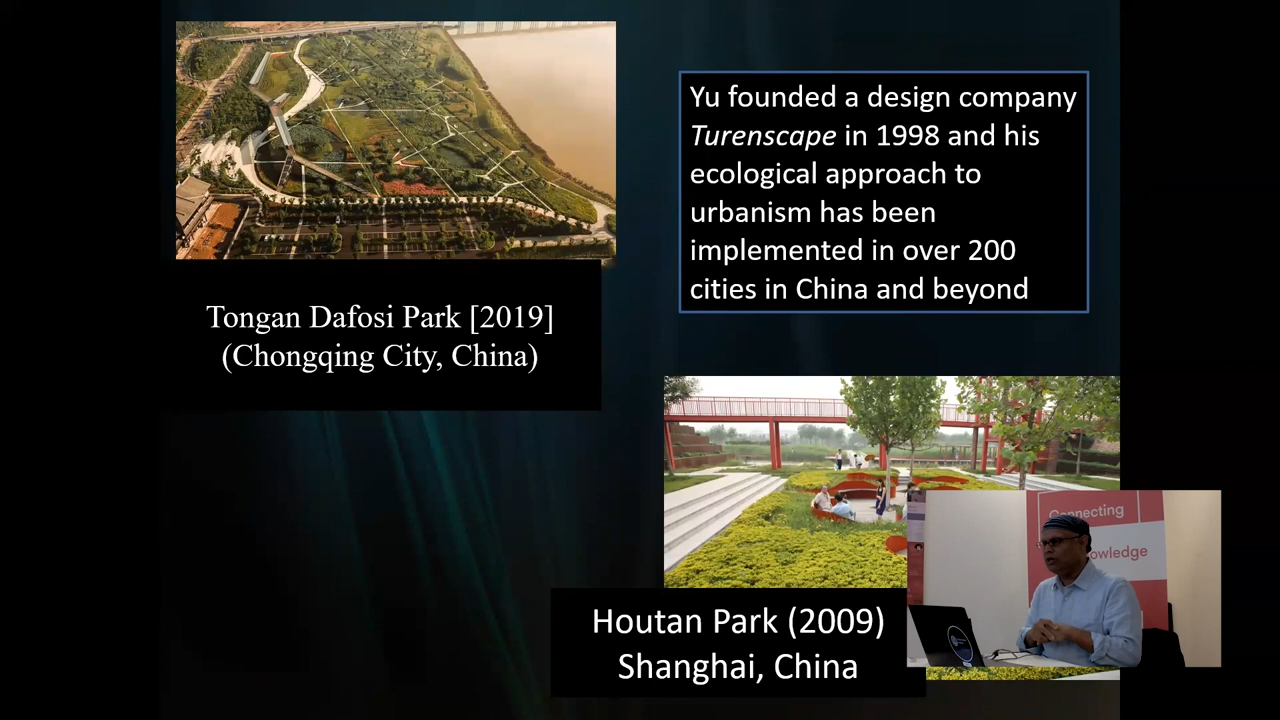 Yu founded a design company
Turenscape in 1998 and his
ecological approach to
urbanism has been
implemented in over 200
cities in China and beyond
Tongan Dafosi Park [2019]
(Chongqing City, China)
Connecting
owledge
Houtan Park (2009)
Shanghai, China